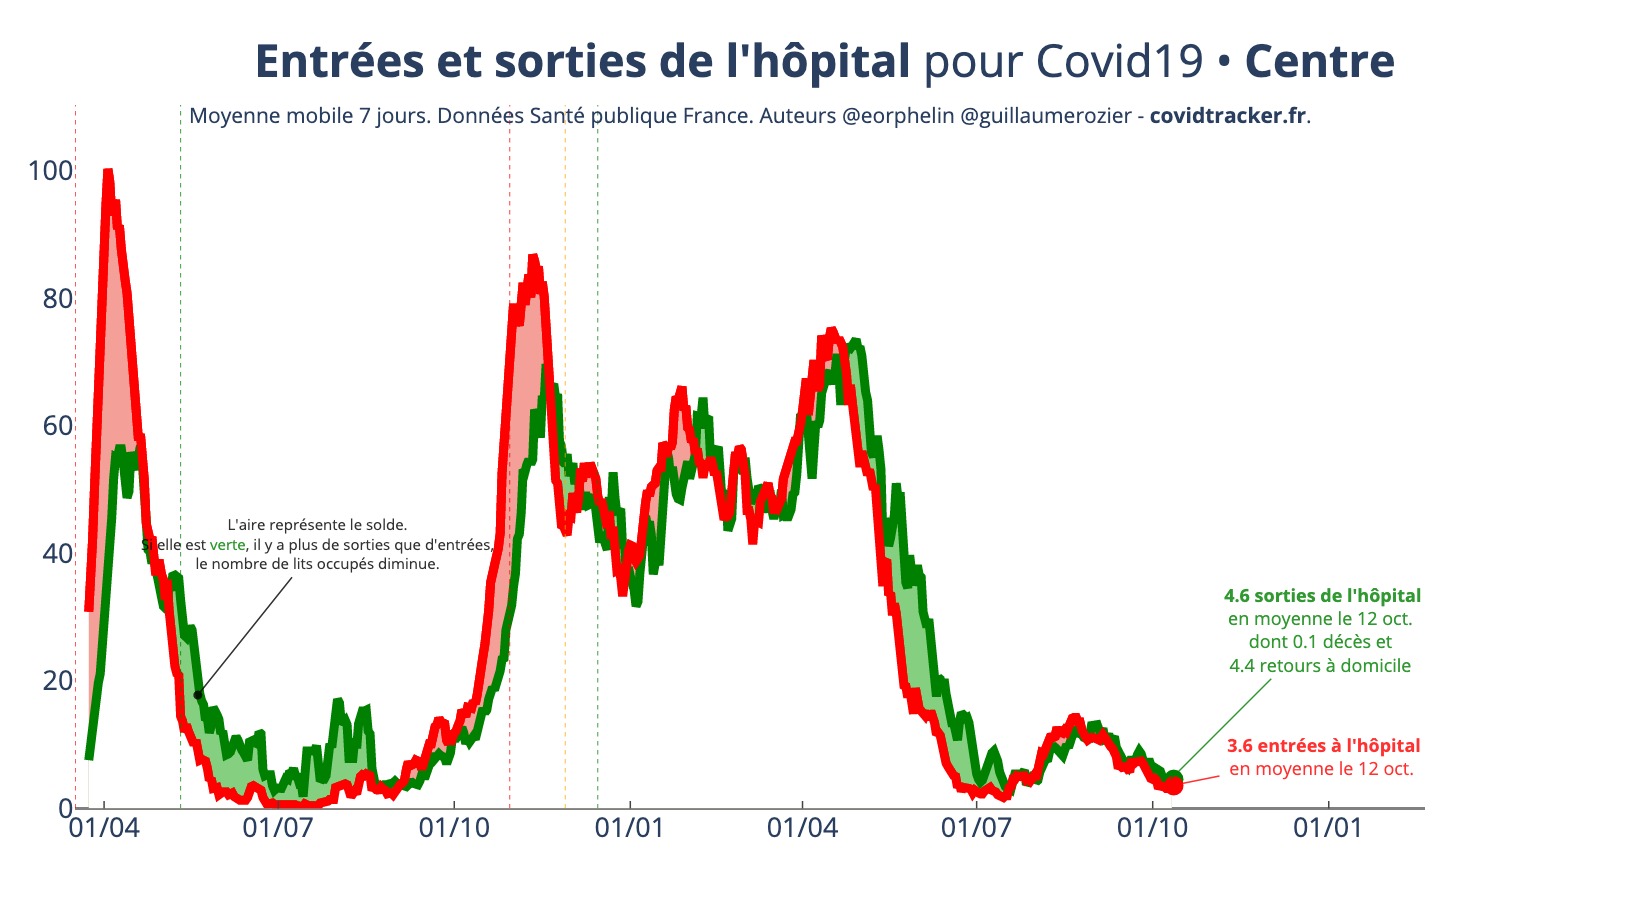 Entrées et sorties de l'hôpital pour Covid19 • Centre
Moyenne mobile 7 jours. Données Santé publique France. Auteurs @eorphelin @guillaumerozier - covidtracker.fr.
100
80
60
40
20
0
L'aire représente le solde.
Si elle est verte, il y a plus de sorties que d'entrées,
le nombre de lits occupés diminue.
4.6 sorties de l'hôpital
en moyenne le 12 oct.
dont 0.1 décès et
4.4 retours à domicile
3.6 entrées à l'hôpital
en moyenne le 12 oct.
01/04 01/07 01/10 01/01 01/04 01/07 01/10 01/01